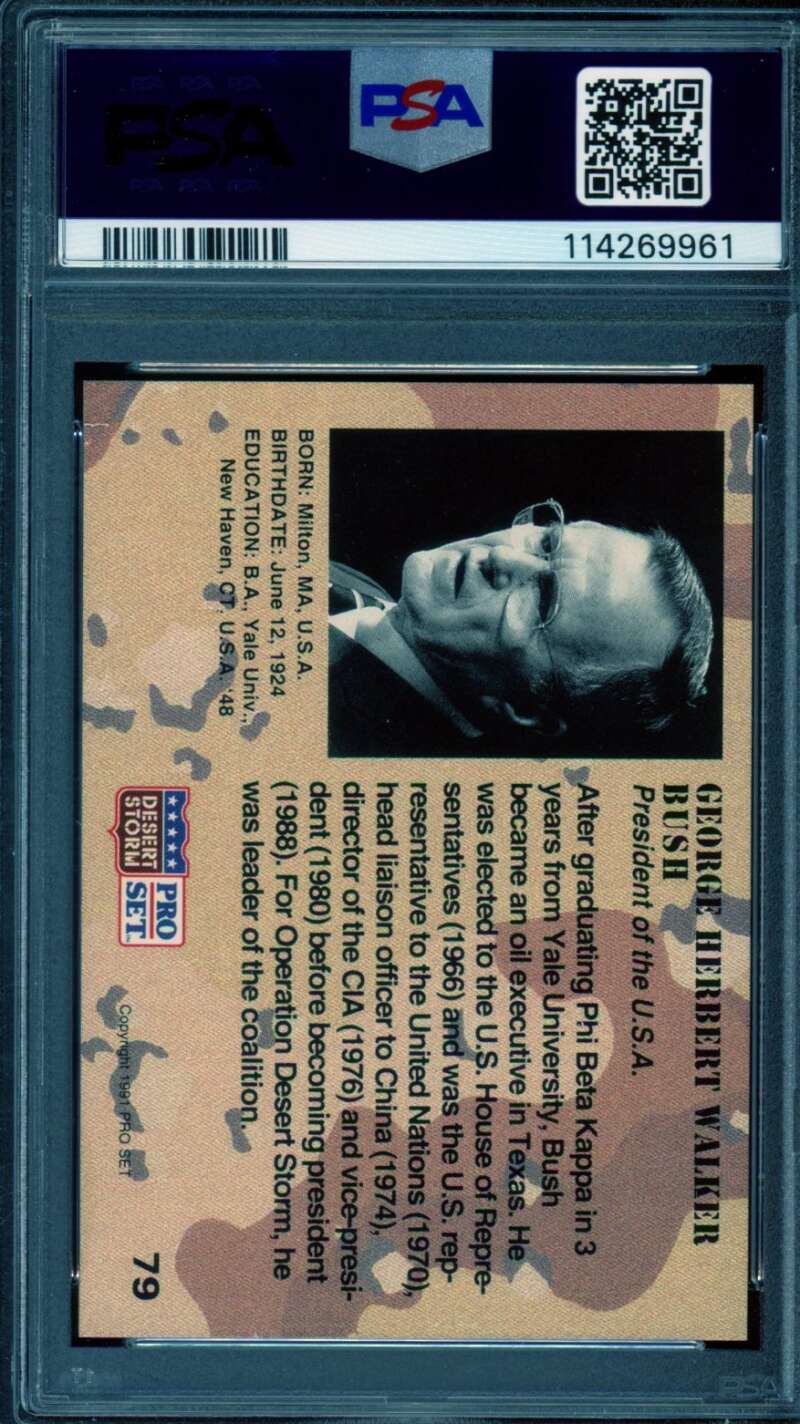 PSA
PSA
114269961
BORN: Milton, MA, U.S.A.
BIRTHDATE: June 12, 1924
EDUCATION: B.A., Yale Univ.,
New Haven, CT, U.S.A. '48
GEORGE HERBERT WALKER
BUSH
President of the U.S.A.
After graduating Phi Beta Kappa in 3
years from Yale University, Bush
became an oil executive in Texas. He
was elected to the U.S. House of Repre-
sentatives (1966) and was the U.S. rep-
resentative to the United Nations (1970),
head liaison officer to China (1974),
director of the CIA (1976) and vice-presi-
dent (1980) before becoming president
(1988). For Operation Desert Storm, he
was leader of the coalition.
DESERT
STORM
PRO
SET™
Copyright 1991 PRO SET
79
PSA